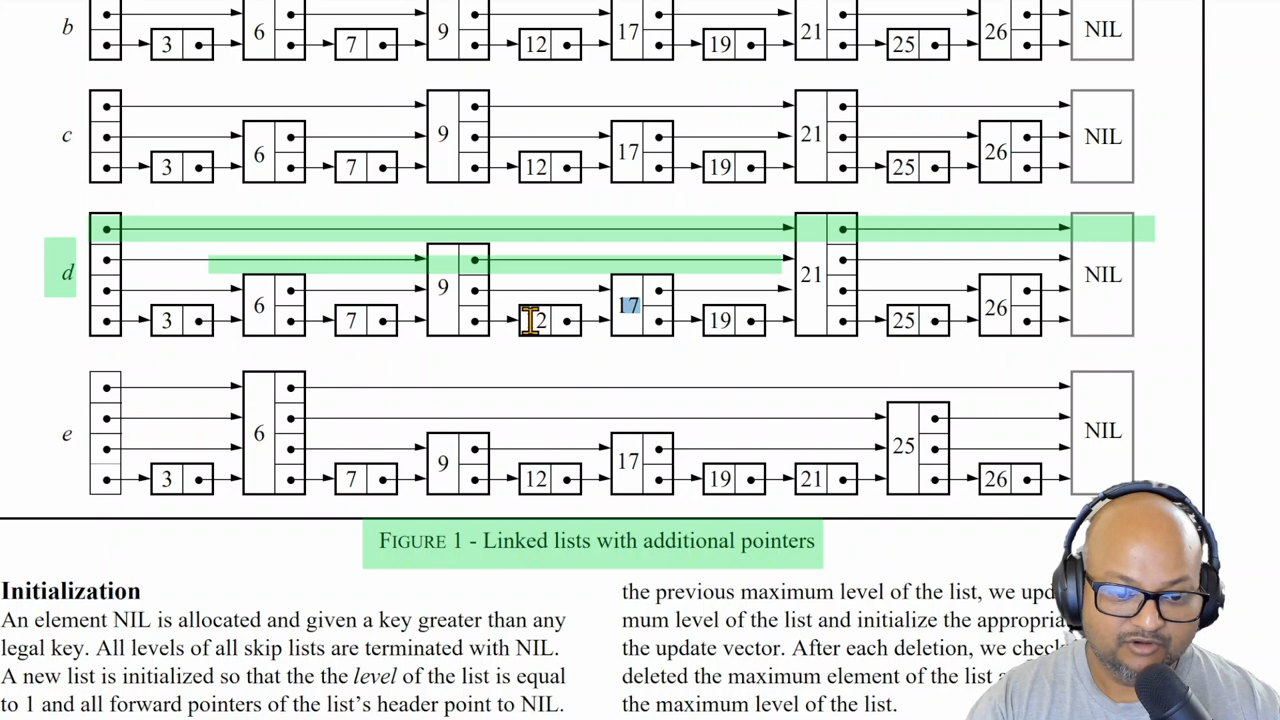 b 3 6 7 9 12 17 19 21 25 26 NIL
c 3 6 7 9 12 17 19 21 25 26 NIL
d 3 6 7 9 2 17 19 21 25 26 NIL
e 3 6 7 9 12 17 19 21 25 26 NIL
FIGURE 1 - Linked lists with additional pointers
Initialization
An element NIL is allocated and given a key greater than any
legal key. All levels of all skip lists are terminated with NIL.
A new list is initialized so that the the level of the list is equal
to 1 and all forward pointers of the list's header point to NIL.
the previous maximum level of the list, we
mum level of the list and initialize the
the update vector. After each deletion, we
deleted the maximum element of the list
the maximum level of the list.